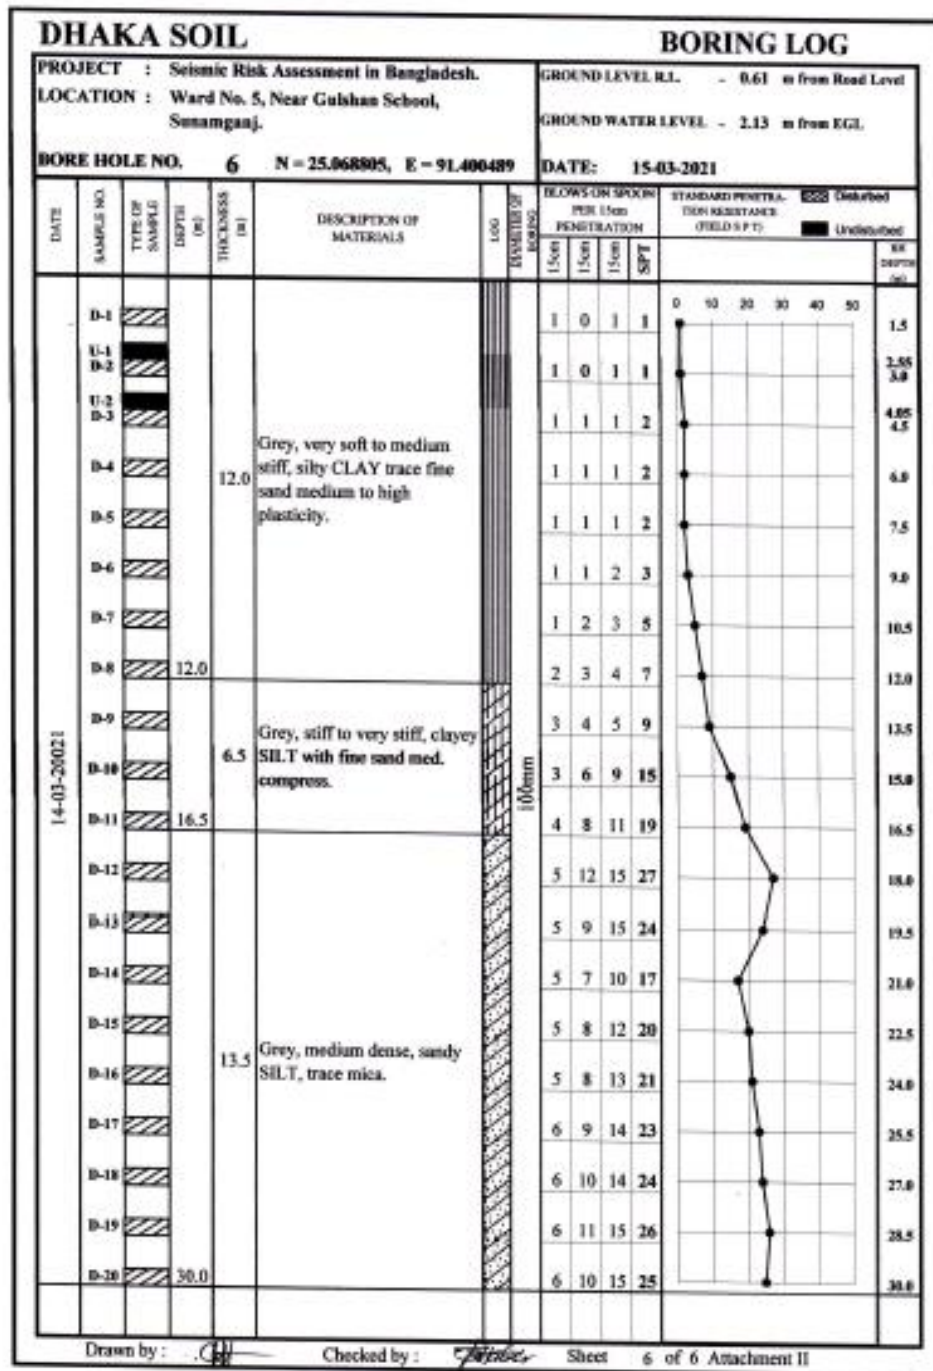 DHAKA SOIL
BORING LOG
PROJECT : Seismic Risk Assessment in Bangladesh.
LOCATION : Ward No. 5, Near Gulshan School,
Sunamganj.
GROUND LEVEL R.L. - 0.61 m from Road Level
GROUND WATER LEVEL - 2.13 m from EGL
BORE HOLE NO. 6 N = 25.068805, E = 91.400489
DATE: 15-03-2021
DATE
SAMPLE NO.
TYPE OF SAMPLE
DEPTH (m)
THICKNESS (m)
DESCRIPTION OF MATERIALS
LOG
DIAMETER OF BORING
BLOWS ON SPOON
PER 15cm
PENETRATION
15cm 15cm 15cm SPT
STANDARD PENETRA-
TION RESISTANCE
(FIELD S P T)
Disturbed
Undisturbed
DEPTH
(m)
0 10 20 30 40 50
D-1 1 0 1 1 1.5
U-1 2.55
D-2 1 0 1 1 3.0
U-2 4.05
D-3 1 1 1 2 4.5
Grey, very soft to medium
stiff, silty CLAY trace fine
sand medium to high
plasticity.
12.0
D-4 1 1 1 2 6.0
D-5 1 1 1 2 7.5
D-6 1 1 2 3 9.0
D-7 1 2 3 5 10.5
D-8 12.0 2 3 4 7 12.0
D-9 3 4 5 9 13.5
Grey, stiff to very stiff, clayey
SILT with fine sand med.
compress.
6.5
D-10 3 6 9 15 15.0
14-03-20021
100mm
D-11 16.5 4 8 11 19 16.5
D-12 5 12 15 27 18.0
D-13 5 9 15 24 19.5
D-14 5 7 10 17 21.0
D-15 5 8 12 20 22.5
13.5
Grey, medium dense, sandy
SILT, trace mica.
D-16 5 8 13 21 24.0
D-17 6 9 14 23 25.5
D-18 6 10 14 24 27.0
D-19 6 11 15 26 28.5
D-20 30.0 6 10 15 25 30.0
Drawn by : Checked by : Sheet 6 of 6 Attachment II